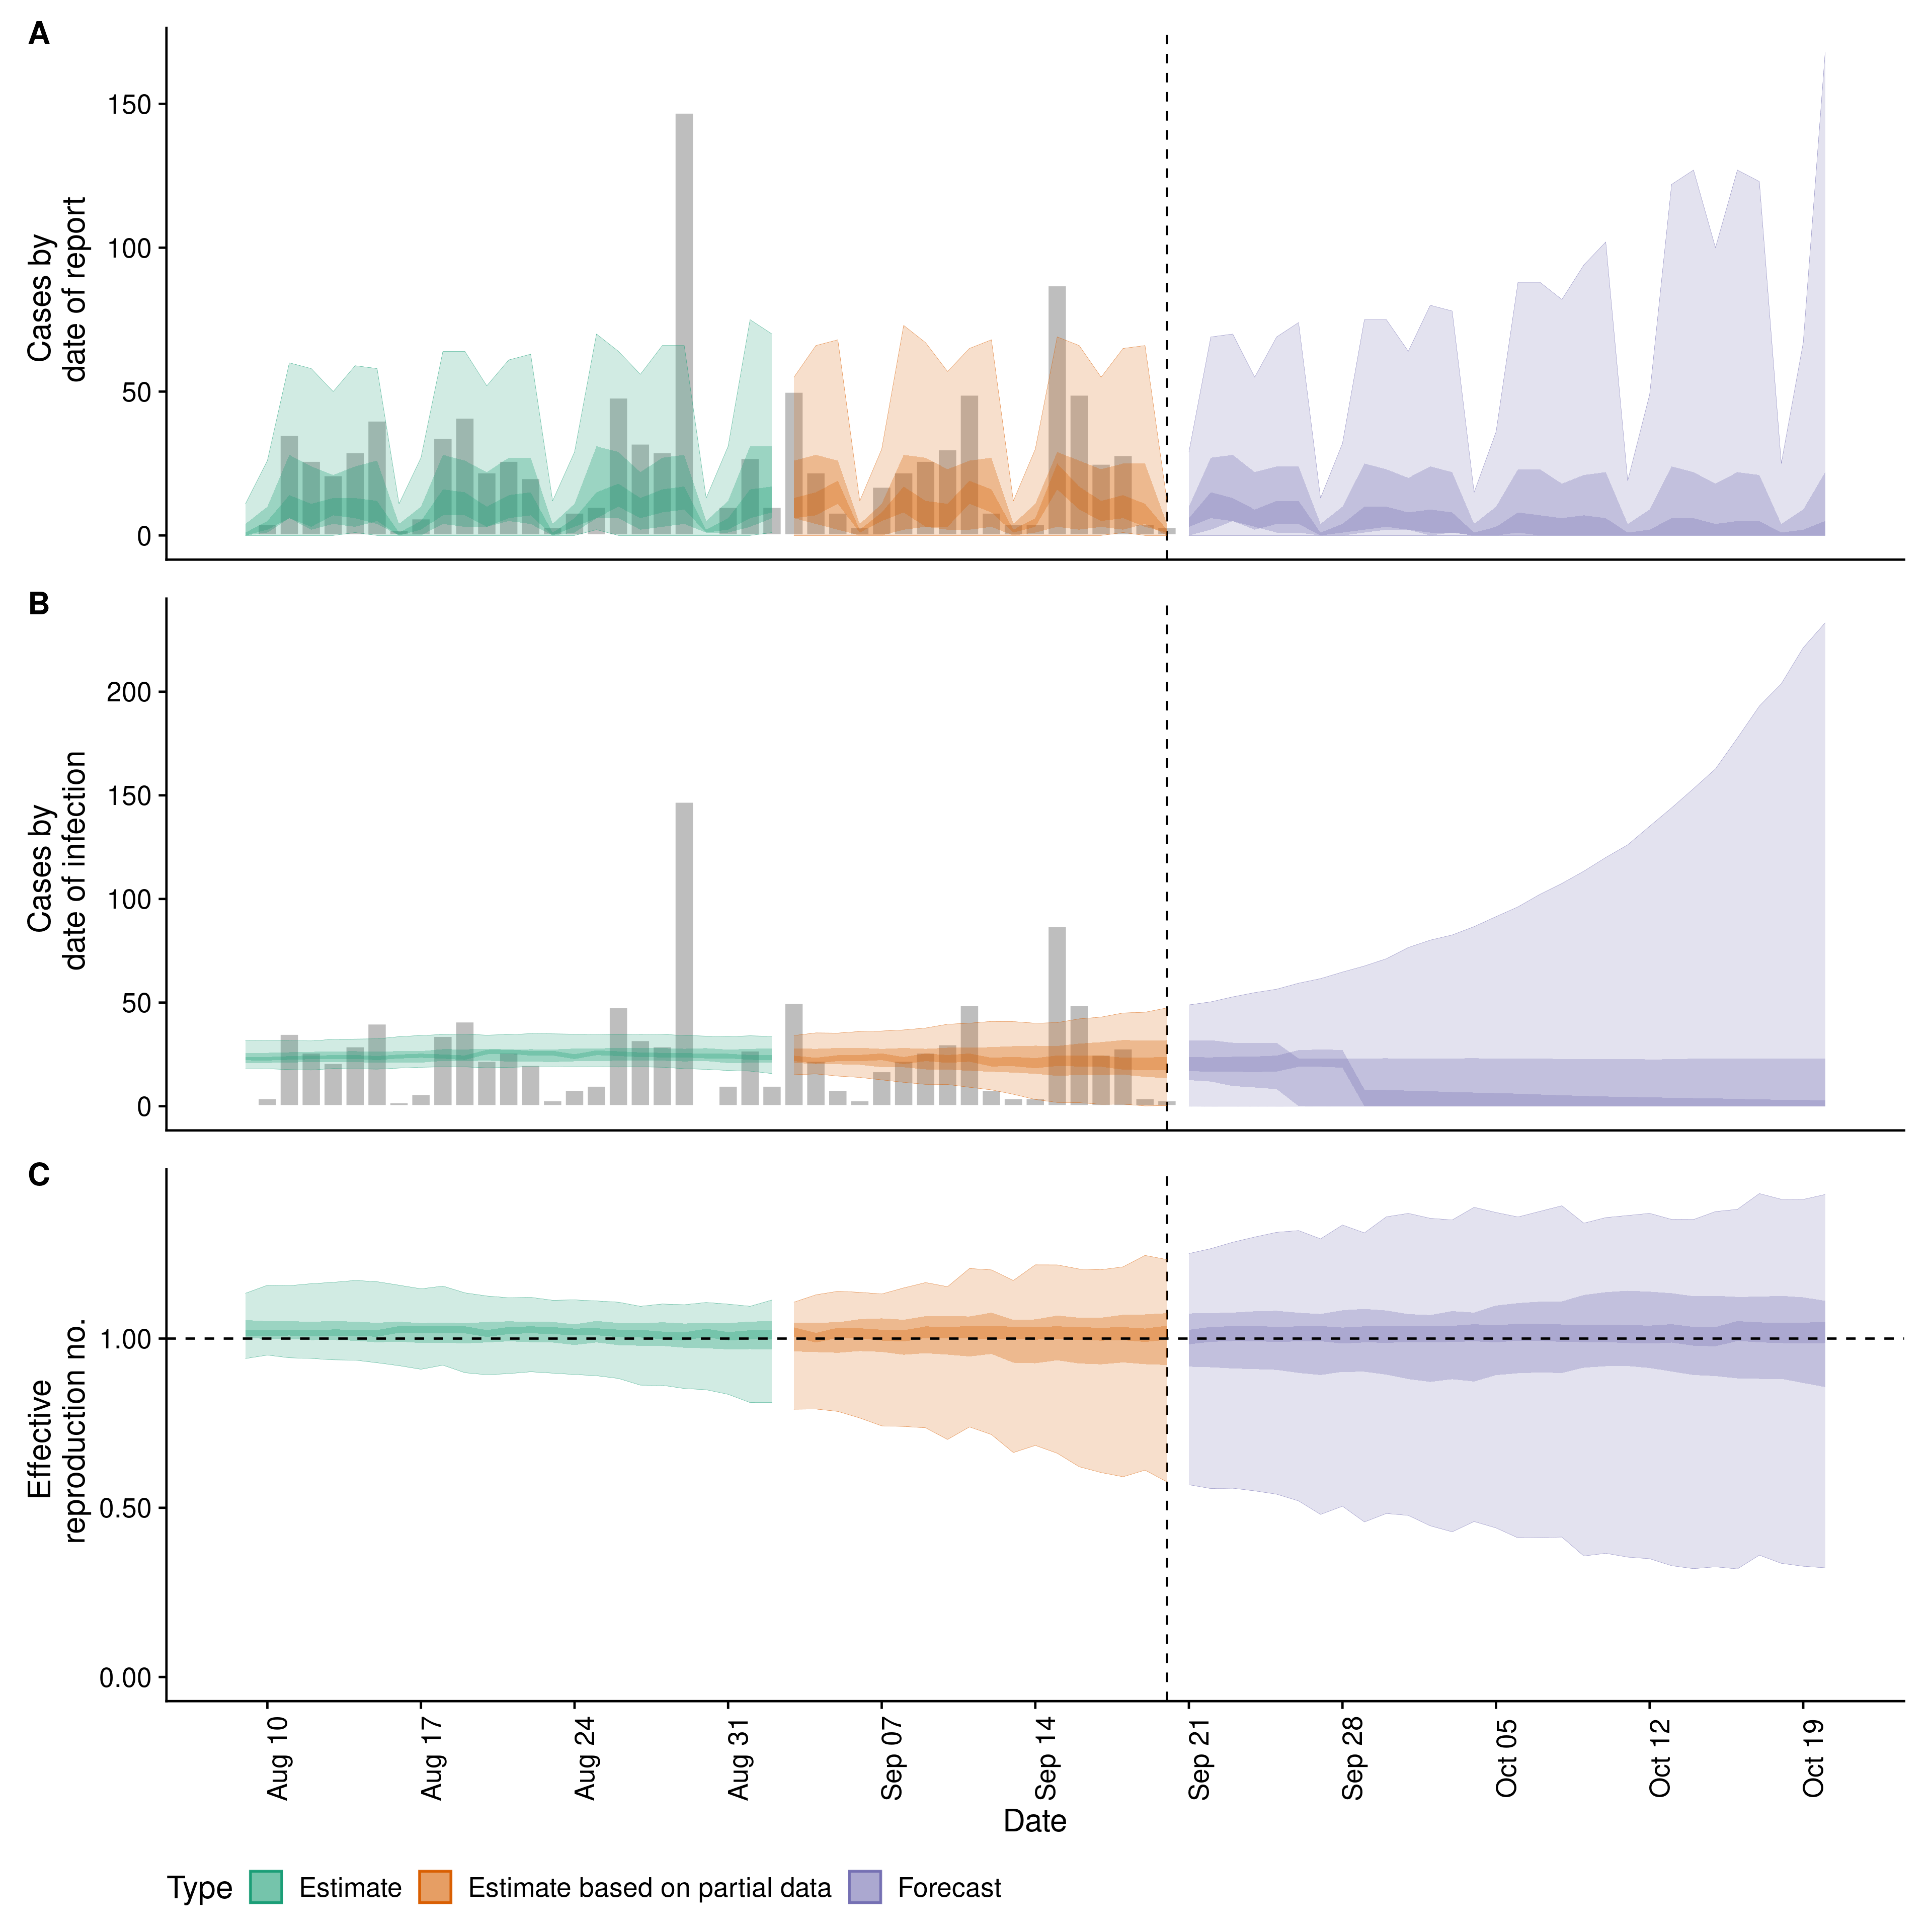 A
Cases by
date of report
150
100
50
0
B
Cases by
date of infection
200
150
100
50
0
C
Effective
reproduction no.
1.00
0.50
0.00
Aug 10
Aug 17
Aug 24
Aug 31
Sep 07
Sep 14
Sep 21
Sep 28
Oct 05
Oct 12
Oct 19
Date
Type Estimate Estimate based on partial data Forecast